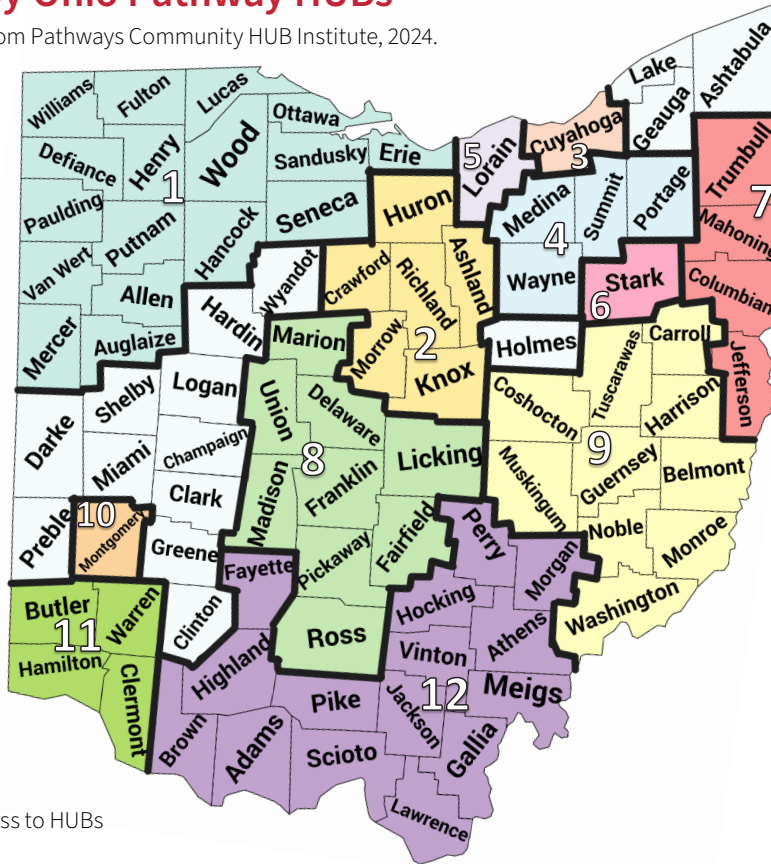 by Ohio Pathway HUBs
om Pathways Community HUB Institute, 2024.
Williams
Fulton
Lucas
Ottawa
Lake
Ashtabula
Geauga
Defiance
Henry
Wood
Sandusky
Erie
5
Lorain
Cuyahoga
3
Trumbull
1
Paulding
Putnam
Hancock
Seneca
Huron
Medina
Summit
Portage
7
Mahoning
Van Wert
Allen
Wyandot
Crawford
Richland
Ashland
4
Wayne
Stark
6
Columbian
Mercer
Auglaize
Hardin
Marion
Morrow
2
Knox
Holmes
Tuscarawas
Carroll
Jefferson
Shelby
Logan
Union
Delaware
Coshocton
Harrison
Darke
Miami
Champaign
8
Licking
9
Guernsey
Belmont
Clark
Madison
Franklin
Muskingum
Preble
10
Montgomery
Greene
Fayette
Pickaway
Fairfield
Perry
Morgan
Noble
Monroe
Butler
Warren
Clinton
Ross
Hocking
Athens
Washington
11
Hamilton
Clermont
Highland
Vinton
Pike
Jackson
12
Meigs
Brown
Adams
Scioto
Gallia
Lawrence
ss to HUBs